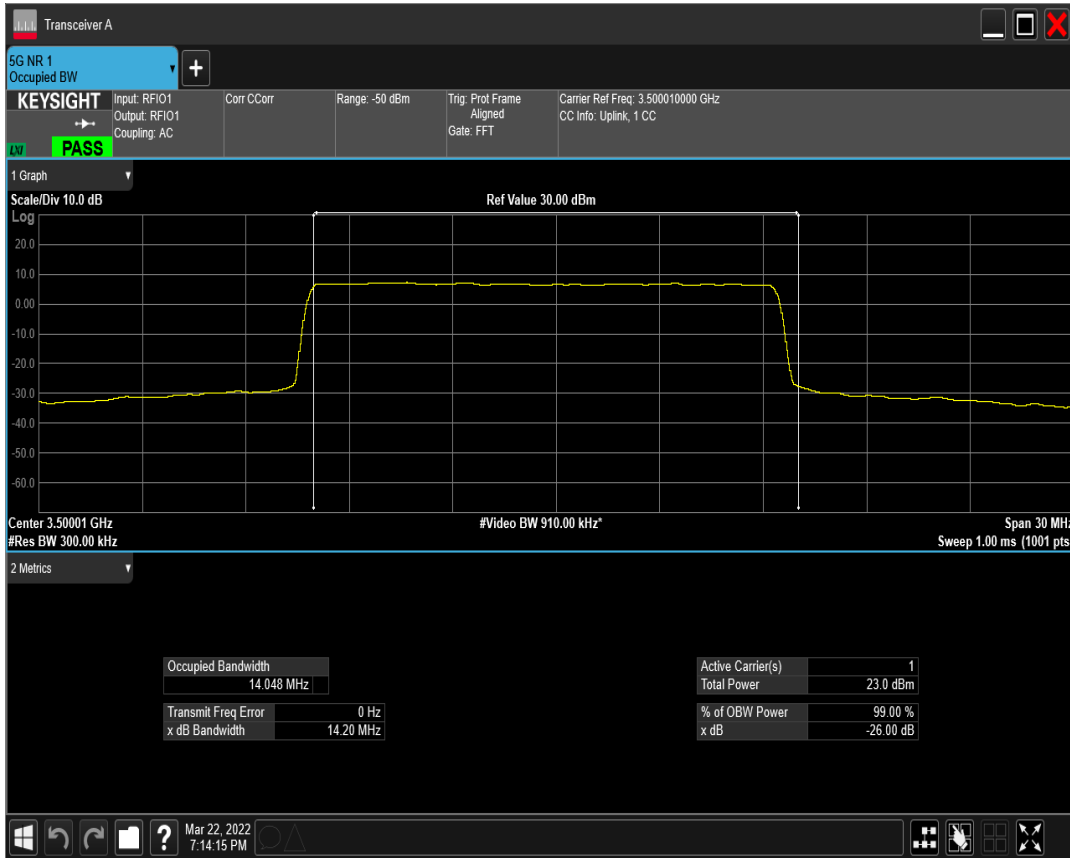 Transceiver A
5G NR 1
Occupied BW
+
KEYSIGHT
LXI
PASS
Input: RFIO1
Output: RFIO1
Coupling: AC
Corr CCorr
Range: -50 dBm
Trig: Prot Frame
Aligned
Gate: FFT
Carrier Ref Freq: 3.500010000 GHz
CC Info: Uplink, 1 CC
1 Graph
Scale/Div 10.0 dB
Ref Value 30.00 dBm
Log
20.0
10.0
0.00
-10.0
-20.0
-30.0
-40.0
-50.0
-60.0
Center 3.50001 GHz
#Video BW 910.00 kHz*
Span 30 MHz
#Res BW 300.00 kHz
Sweep 1.00 ms (1001 pts
2 Metrics
Occupied Bandwidth
14.048 MHz
Transmit Freq Error 0 Hz
x dB Bandwidth 14.20 MHz
Active Carrier(s) 1
Total Power 23.0 dBm
% of OBW Power 99.00 %
x dB -26.00 dB
?
Mar 22, 2022
7:14:15 PM